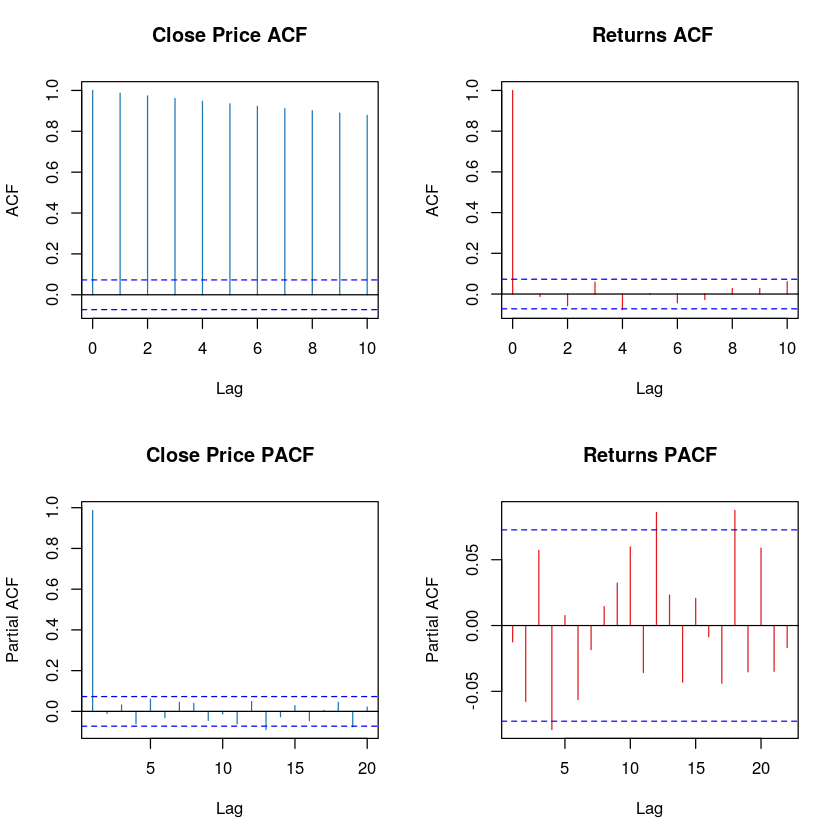 Close Price ACF
ACF
1.0
0.8
0.6
0.4
0.2
0.0
0 2 4 6 8 10
Lag
Returns ACF
ACF
1.0
0.8
0.6
0.4
0.2
0.0
0 2 4 6 8 10
Lag
Close Price PACF
Partial ACF
1.0
0.8
0.6
0.4
0.2
0.0
5 10 15 20
Lag
Returns PACF
Partial ACF
0.05
0.00
-0.05
5 10 15 20
Lag